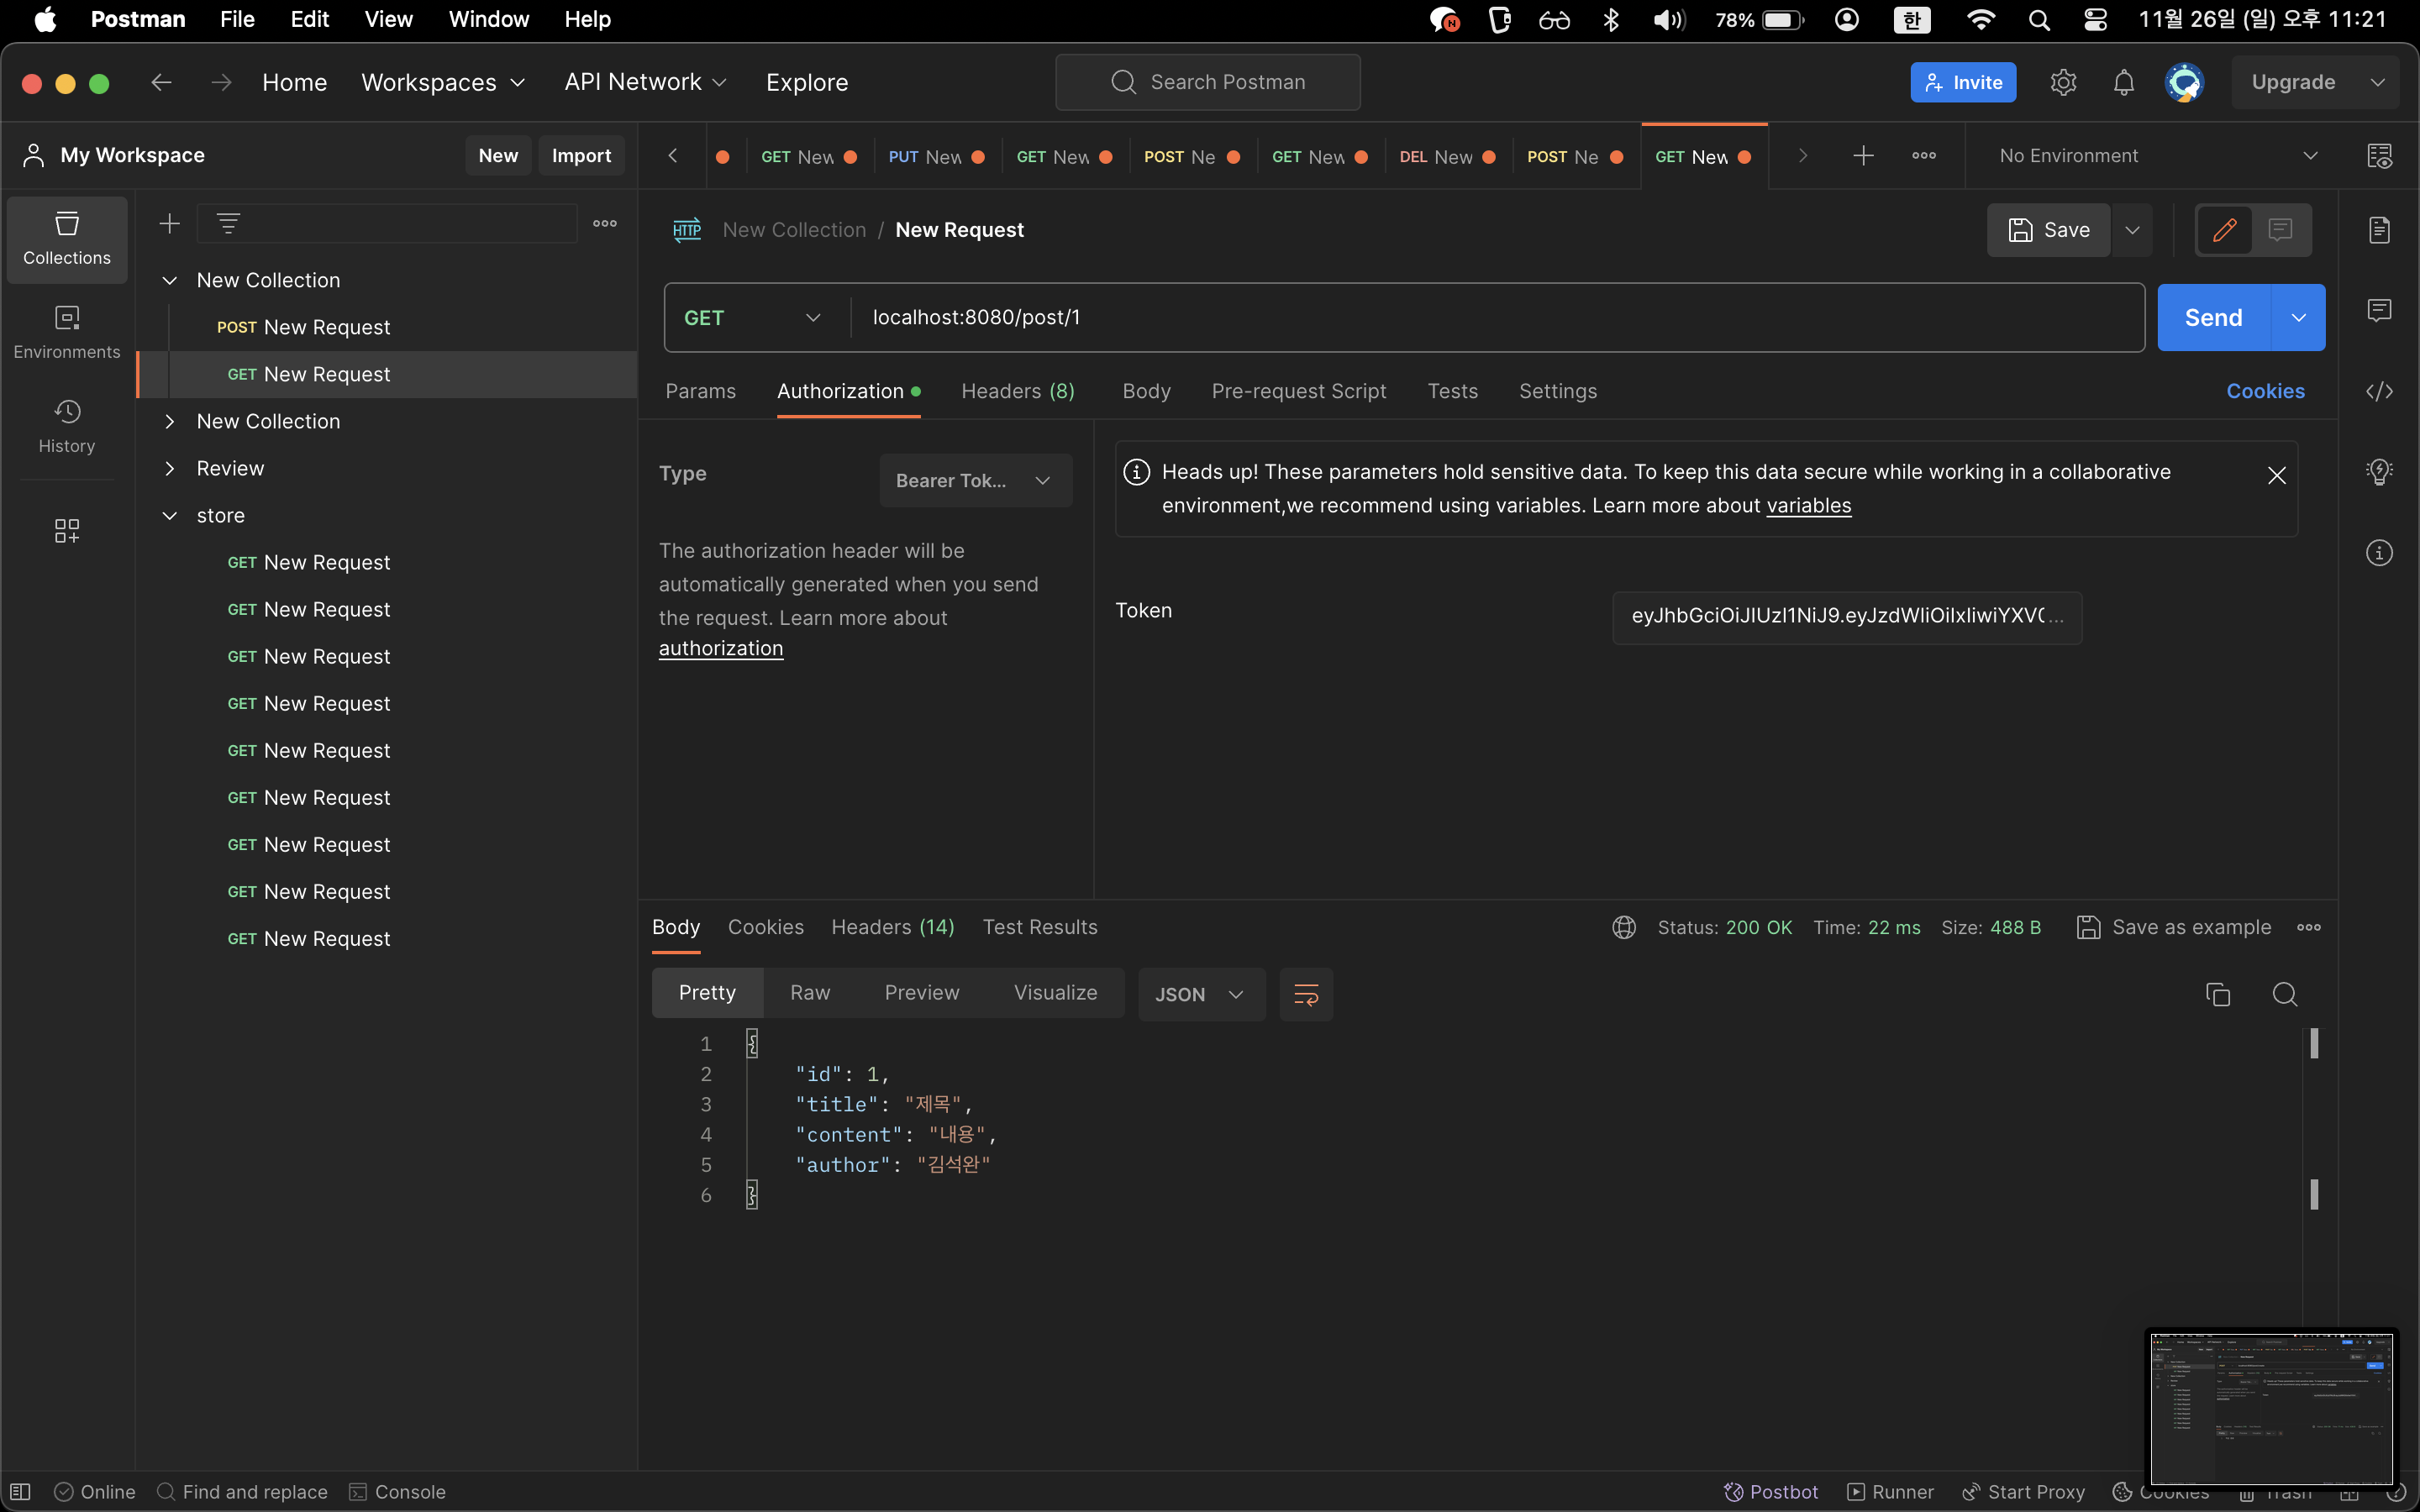 Postman File Edit View Window Help
78% 한 11월 26일 (일) 오후 11:21
Home Workspaces API Network Explore Search Postman Invite Upgrade
My Workspace New Import
GET New PUT New GET New POST Ne GET New DEL New POST Ne GET New No Environment
Collections
Environments
History
New Collection
POST New Request
GET New Request
New Collection
Review
store
GET New Request
GET New Request
GET New Request
GET New Request
GET New Request
GET New Request
GET New Request
GET New Request
GET New Request
HTTP New Collection / New Request Save
GET localhost:8080/post/1 Send
Params Authorization Headers (8) Body Pre-request Script Tests Settings Cookies
Type Bearer Tok...
The authorization header will be
automatically generated when you send
the request. Learn more about
authorization
Heads up! These parameters hold sensitive data. To keep this data secure while working in a collaborative
environment,we recommend using variables. Learn more about variables
Token eyJhbGciOiJIUzI1NiJ9.eyJzdWIiOiIxIiwiYXV0...
Body Cookies Headers (14) Test Results Status: 200 OK Time: 22 ms Size: 488 B Save as example
Pretty Raw Preview Visualize JSON
1 {
2 "id": 1,
3 "title": "제목",
4 "content": "내용",
5 "author": "김석완"
6 }
Online Find and replace Console Postbot Runner Start Proxy Cookies Trash